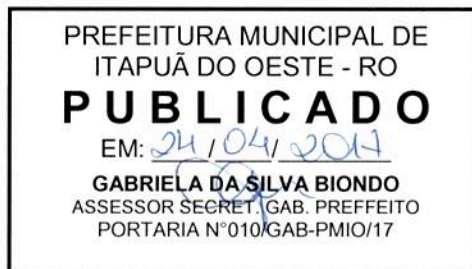 PREFEITURA MUNICIPAL DE
ITAPUÃ DO OESTE - RO
PUBLICADO
EM: 24 / 04 / 2017
GABRIELA DA SILVA BIONDO
ASSESSOR SECRET. GAB. PREFFEITO
PORTARIA N°010/GAB-PMIO/17